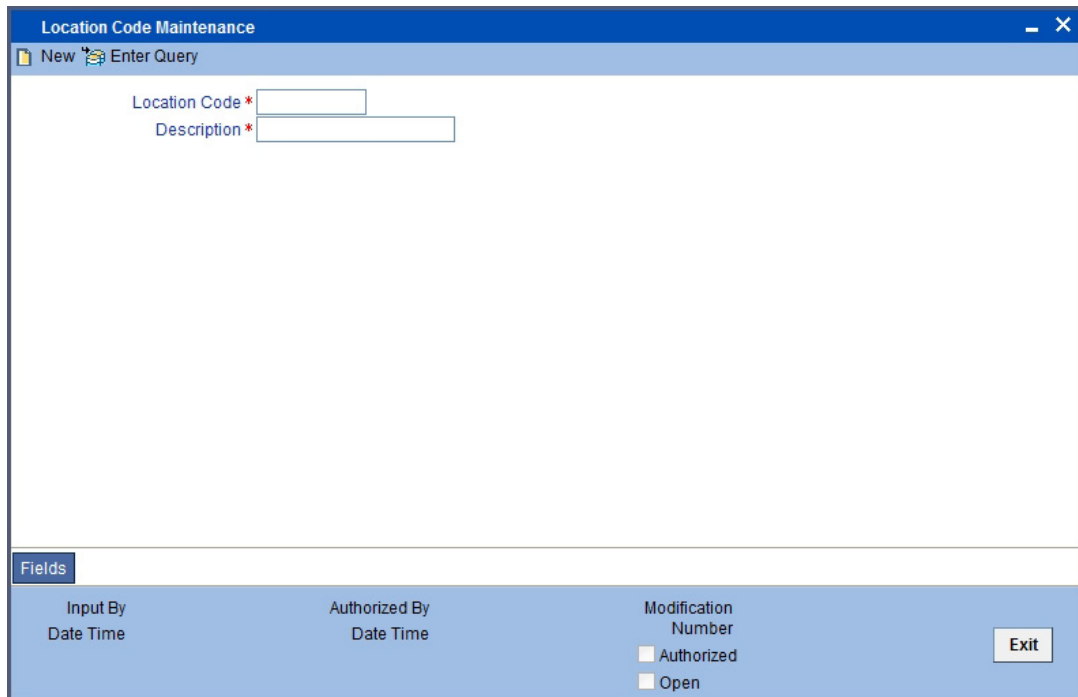 Location Code Maintenance
New Enter Query
Location Code *
Description *
Fields
Input By
Date Time
Authorized By
Date Time
Modification
Number
Authorized
Open
Exit